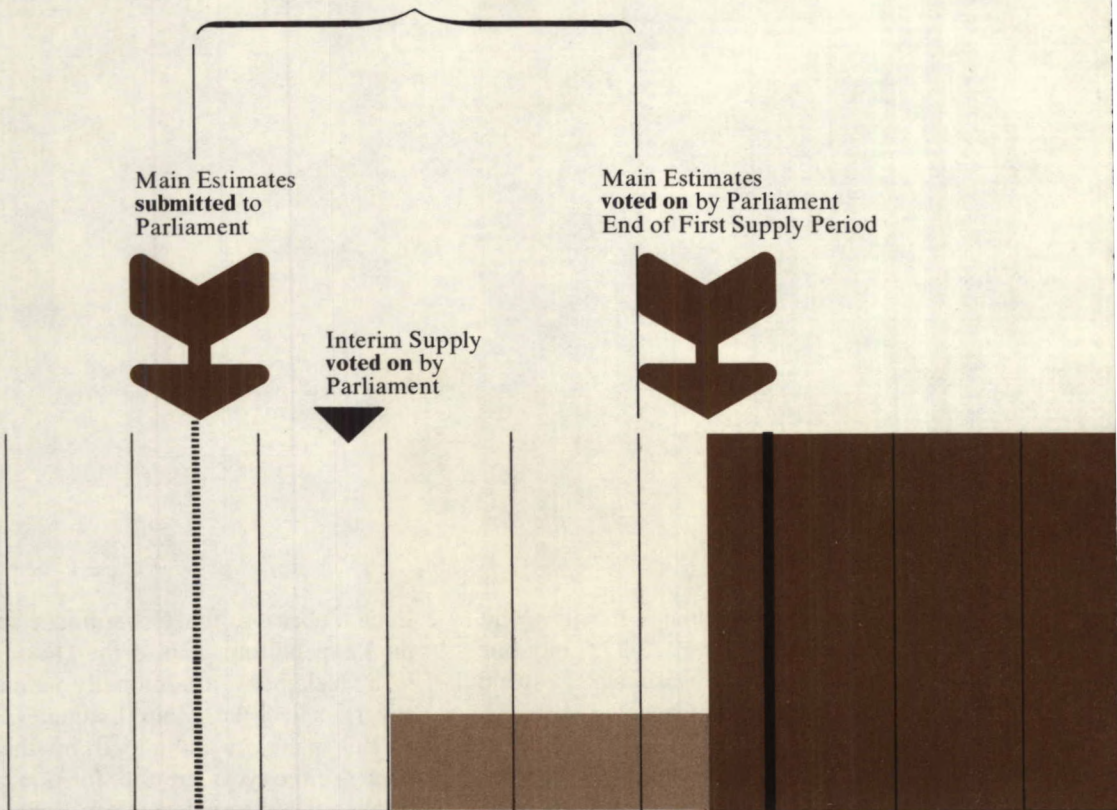 Main Estimates
submitted to
Parliament
Main Estimates
voted on by Parliament
End of First Supply Period
Interim Supply
voted on by
Parliament